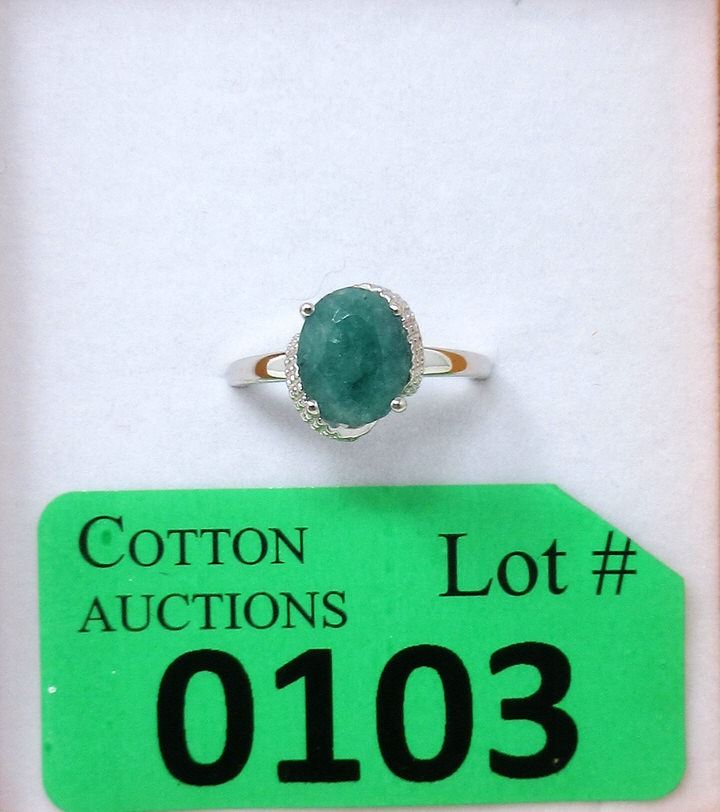 COTTON
AUCTIONS
Lot #
0103